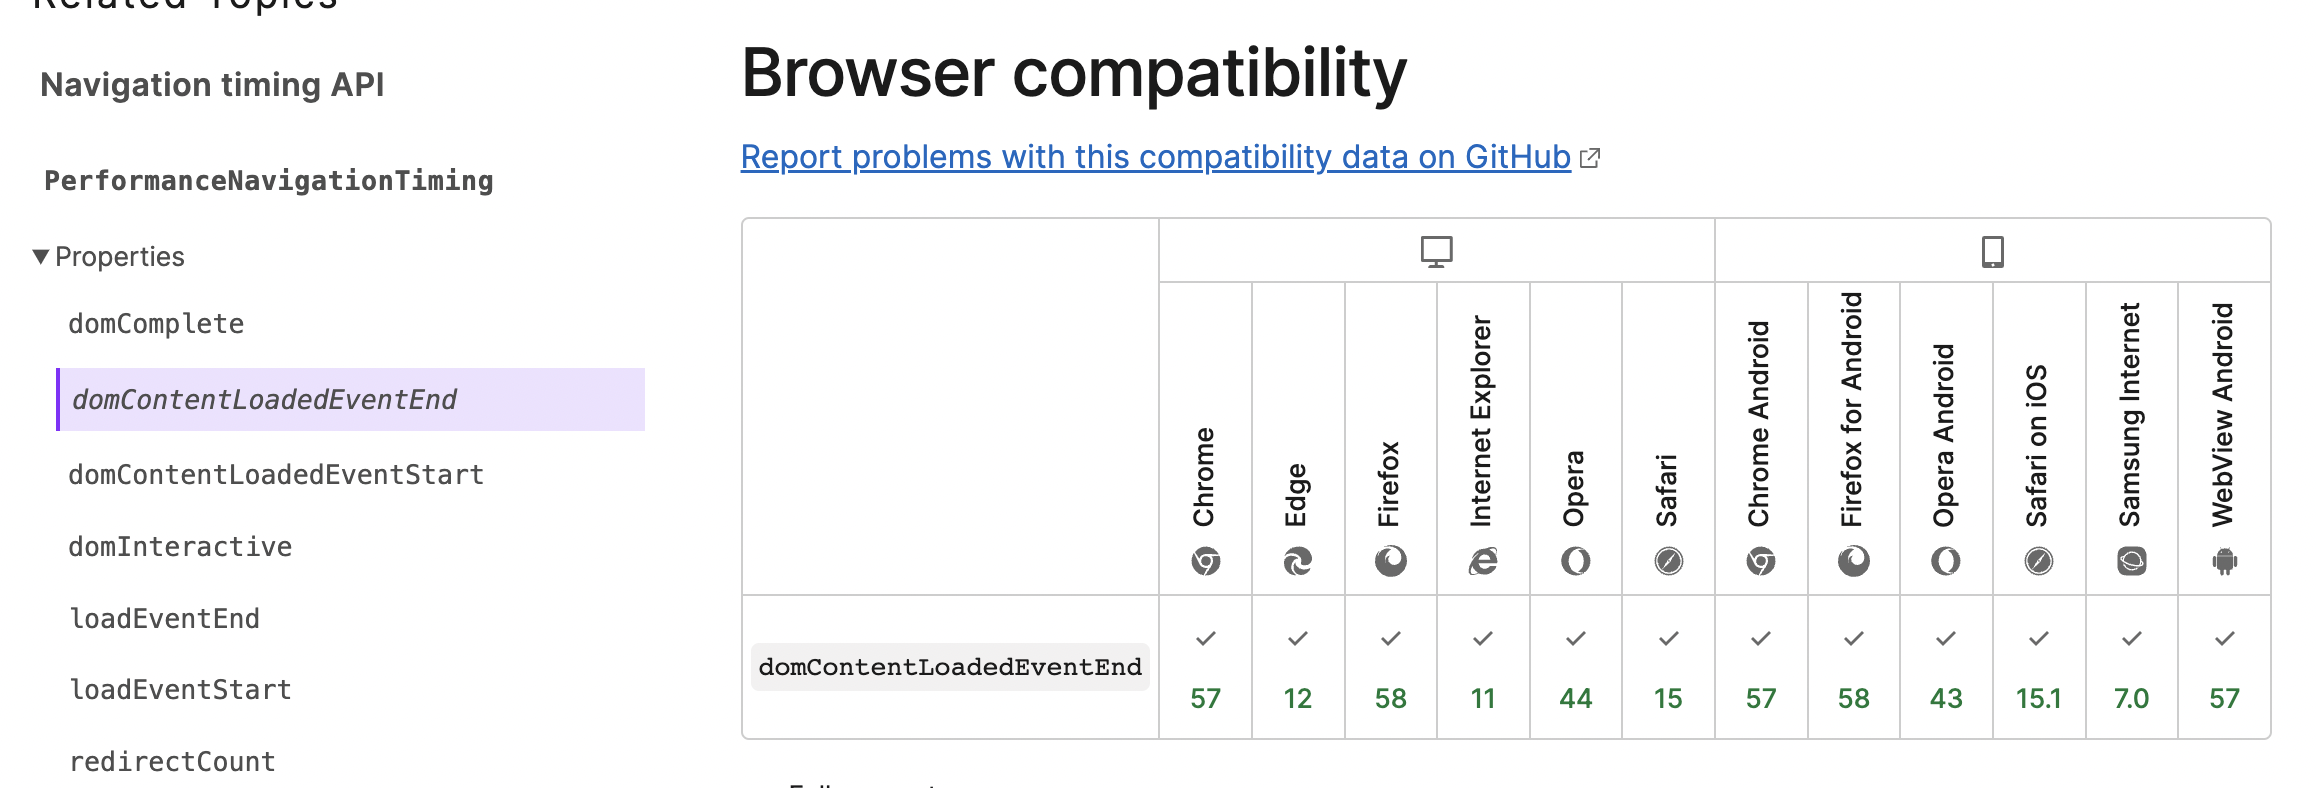 Related Topics
Navigation timing API
PerformanceNavigationTiming
▼ Properties
domComplete
domContentLoadedEventEnd
domContentLoadedEventStart
domInteractive
loadEventEnd
loadEventStart
redirectCount
Browser compatibility
Report problems with this compatibility data on GitHub
Chrome
Edge
Firefox
Internet Explorer
Opera
Safari
Chrome Android
Firefox for Android
Opera Android
Safari on iOS
Samsung Internet
WebView Android
domContentLoadedEventEnd
✓ ✓ ✓ ✓ ✓ ✓ ✓ ✓ ✓ ✓ ✓ ✓
57 12 58 11 44 15 57 58 43 15.1 7.0 57